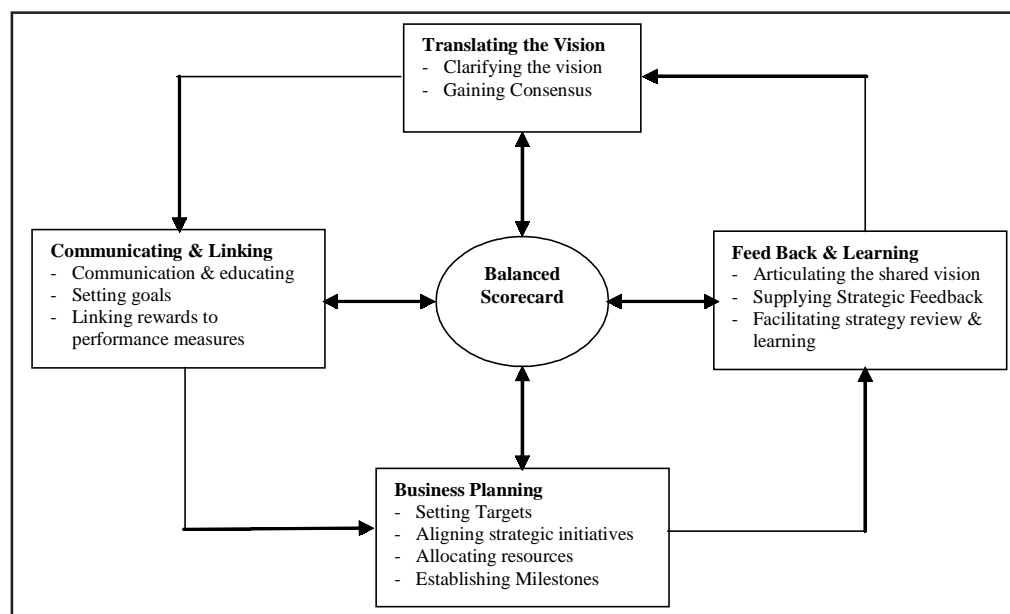 Translating the Vision
- Clarifying the vision
- Gaining Consensus
Communicating & Linking
- Communication & educating
- Setting goals
- Linking rewards to
performance measures
Balanced
Scorecard
Feed Back & Learning
- Articulating the shared vision
- Supplying Strategic Feedback
- Facilitating strategy review &
learning
Business Planning
- Setting Targets
- Aligning strategic initiatives
- Allocating resources
- Establishing Milestones